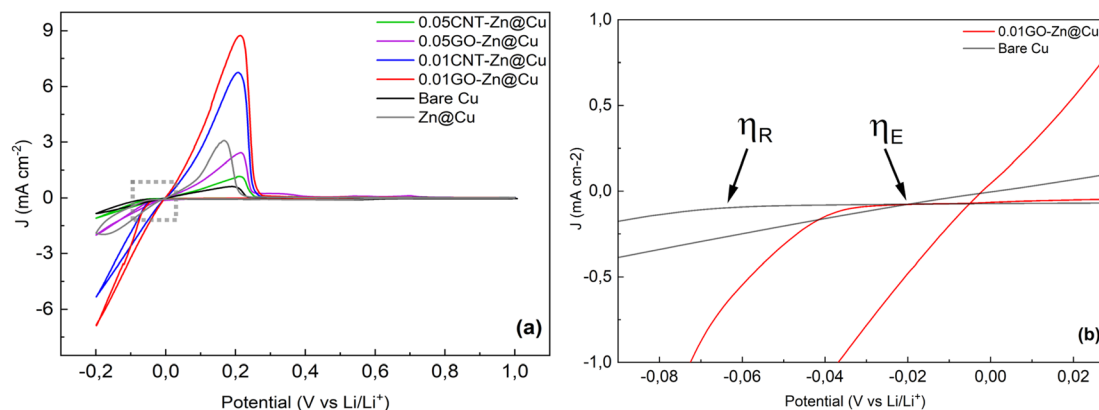 9
6
3
0
-3
-6
J (mA cm⁻²)
0.05CNT-Zn@Cu
0.05GO-Zn@Cu
0.01CNT-Zn@Cu
0.01GO-Zn@Cu
Bare Cu
Zn@Cu
(a)
-0,2 0,0 0,2 0,4 0,6 0,8 1,0
Potential (V vs Li/Li⁺)
1,0
0,5
0,0
-0,5
-1,0
J (mA cm-2)
0.01GO-Zn@Cu
Bare Cu
ηR ηE
(b)
-0,08 -0,06 -0,04 -0,02 0,00 0,02
Potential (V vs Li/Li⁺)